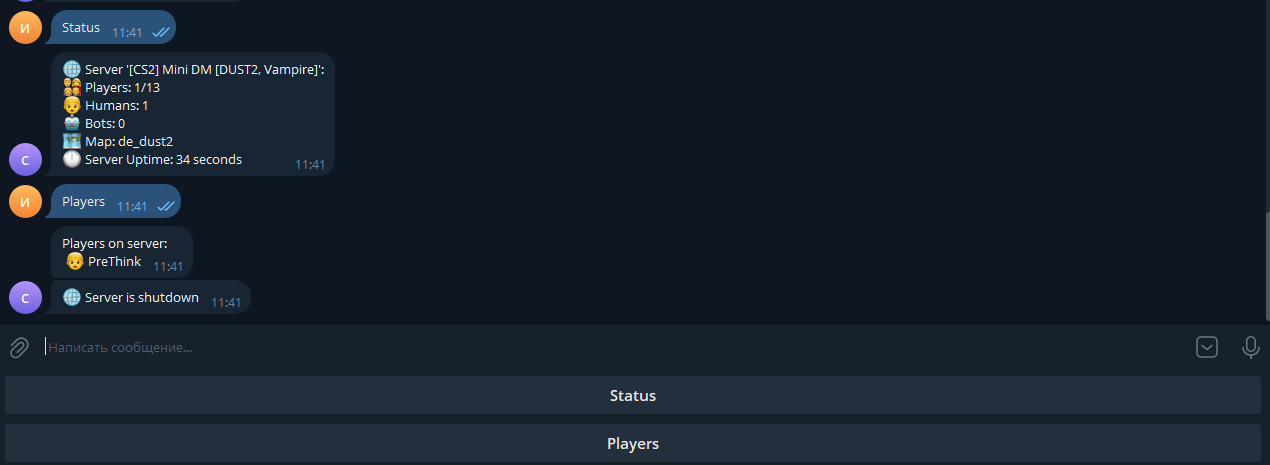 И
Status 11:41
Server '[CS2] Mini DM [DUST2, Vampire]':
Players: 1/13
Humans: 1
Bots: 0
Map: de_dust2
Server Uptime: 34 seconds 11:41
C
И
Players 11:41
Players on server:
PreThink 11:41
C
Server is shutdown 11:41
Написать сообщение...
Status
Players